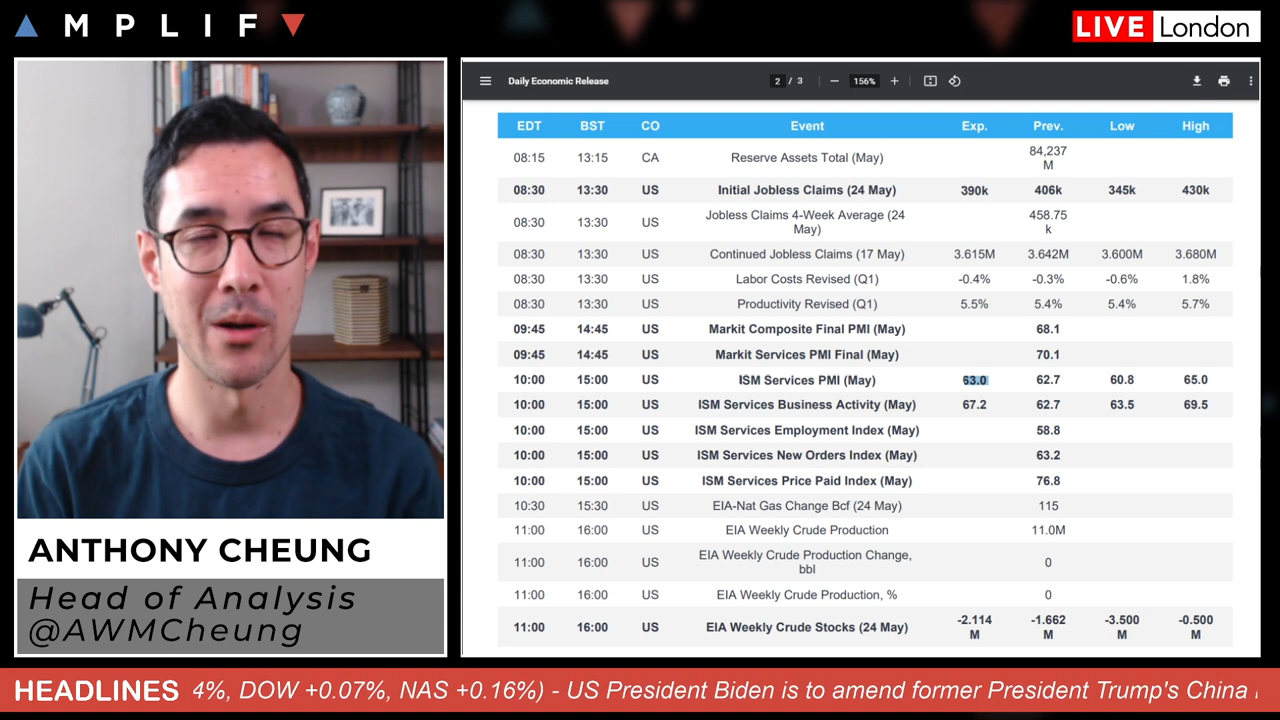 AMPLIFY
LIVE London
Daily Economic Release
2 / 3
156%
EDT BST CO Event Exp. Prev. Low High
08:15 13:15 CA Reserve Assets Total (May) 84,237 M
08:30 13:30 US Initial Jobless Claims (24 May) 390k 406k 345k 430k
08:30 13:30 US Jobless Claims 4-Week Average (24 May) 458.75 k
08:30 13:30 US Continued Jobless Claims (17 May) 3.615M 3.642M 3.600M 3.680M
08:30 13:30 US Labor Costs Revised (Q1) -0.4% -0.3% -0.6% 1.8%
08:30 13:30 US Productivity Revised (Q1) 5.5% 5.4% 5.4% 5.7%
09:45 14:45 US Markit Composite Final PMI (May) 68.1
09:45 14:45 US Markit Services PMI Final (May) 70.1
10:00 15:00 US ISM Services PMI (May) 63.0 62.7 60.8 65.0
10:00 15:00 US ISM Services Business Activity (May) 67.2 62.7 63.5 69.5
10:00 15:00 US ISM Services Employment Index (May) 58.8
10:00 15:00 US ISM Services New Orders Index (May) 63.2
10:00 15:00 US ISM Services Price Paid Index (May) 76.8
10:30 15:30 US EIA-Nat Gas Change Bcf (24 May) 115
11:00 16:00 US EIA Weekly Crude Production 11.0M
11:00 16:00 US EIA Weekly Crude Production Change, bbl 0
11:00 16:00 US EIA Weekly Crude Production, % 0
11:00 16:00 US EIA Weekly Crude Stocks (24 May) -2.114 M -1.662 M -3.500 M -0.500 M
ANTHONY CHEUNG
Head of Analysis
@AWMCheung
HEADLINES 4%, DOW +0.07%, NAS +0.16%) - US President Biden is to amend former President Trump's China